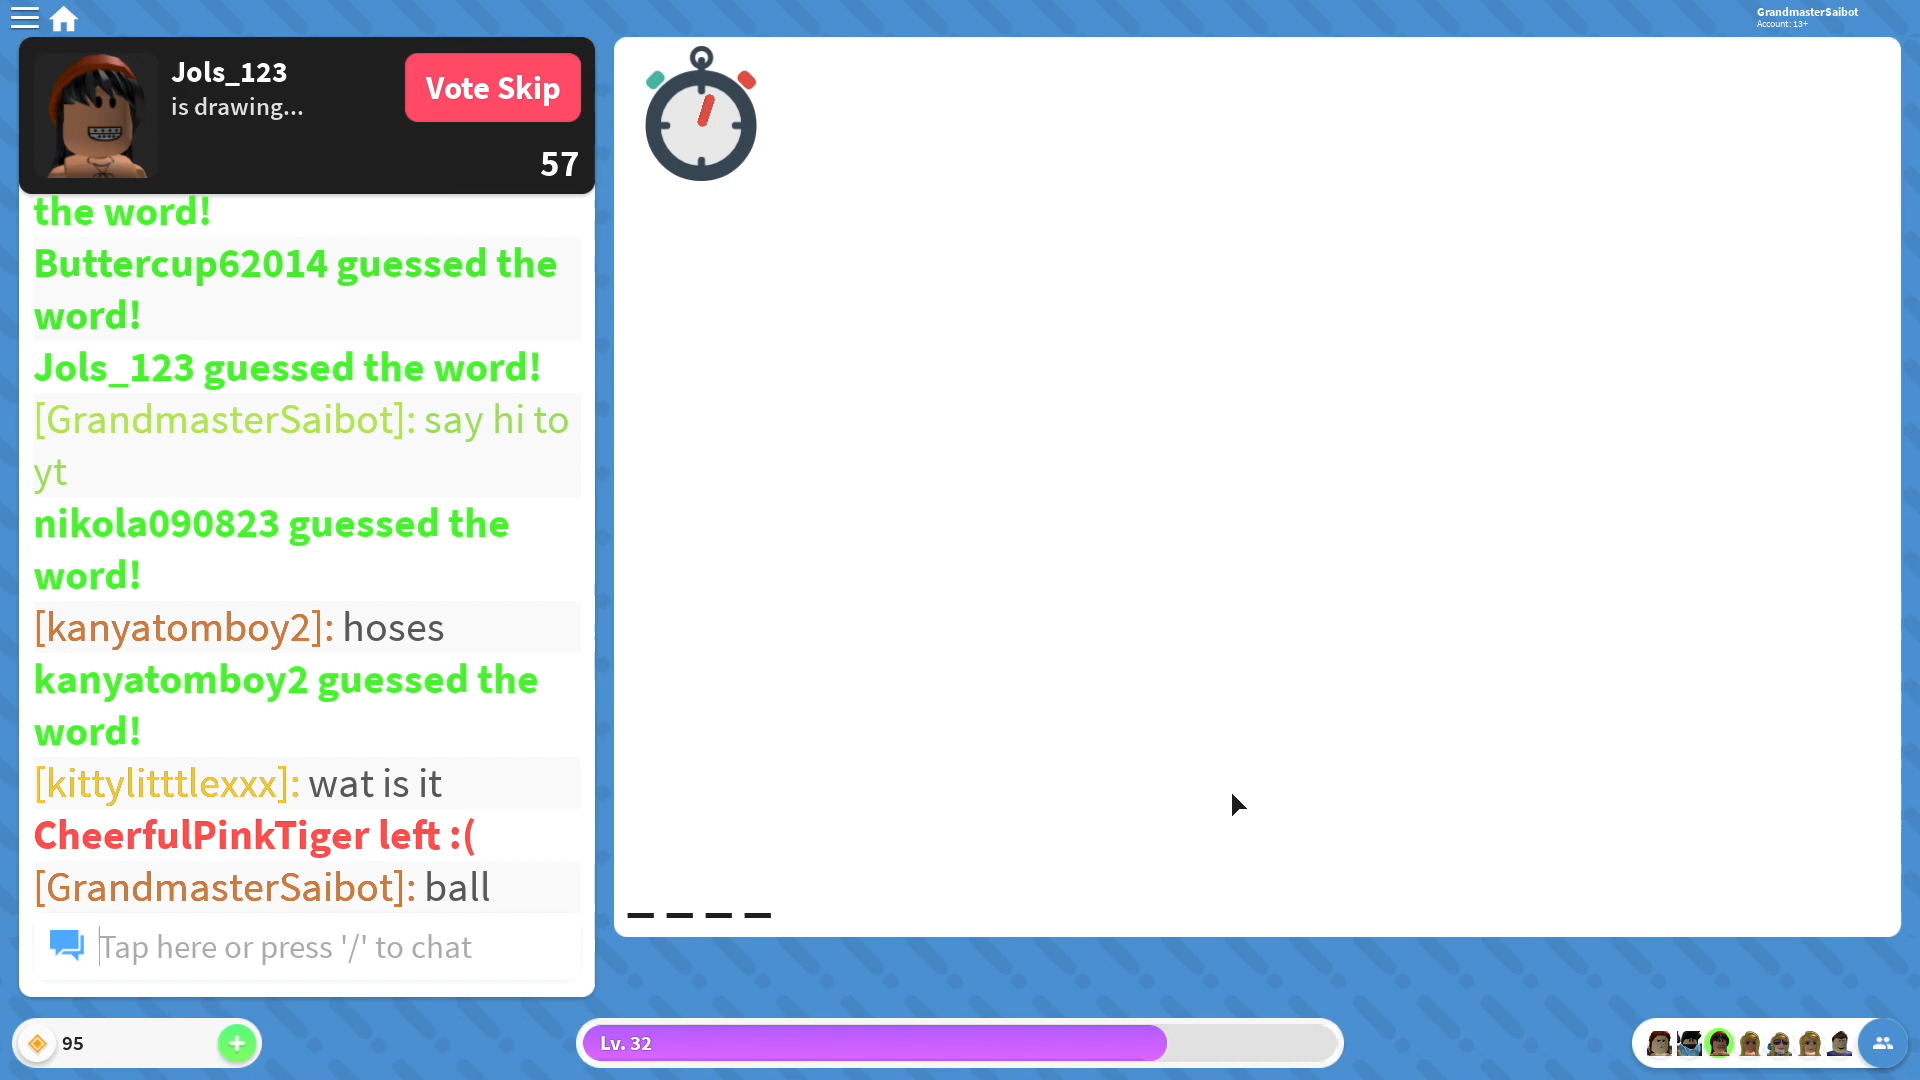 GrandmasterSaibot
Account: 13+
Jols_123
is drawing...
Vote Skip
57
the word!
Buttercup62014 guessed the
word!
Jols_123 guessed the word!
[GrandmasterSaibot]: say hi to
yt
nikola090823 guessed the
word!
[kanyatomboy2]: hoses
kanyatomboy2 guessed the
word!
[kittylitttlexxx]: wat is it
CheerfulPinkTiger left :(
[GrandmasterSaibot]: ball
Tap here or press '/' to chat
_ _ _ _
95
Lv. 32